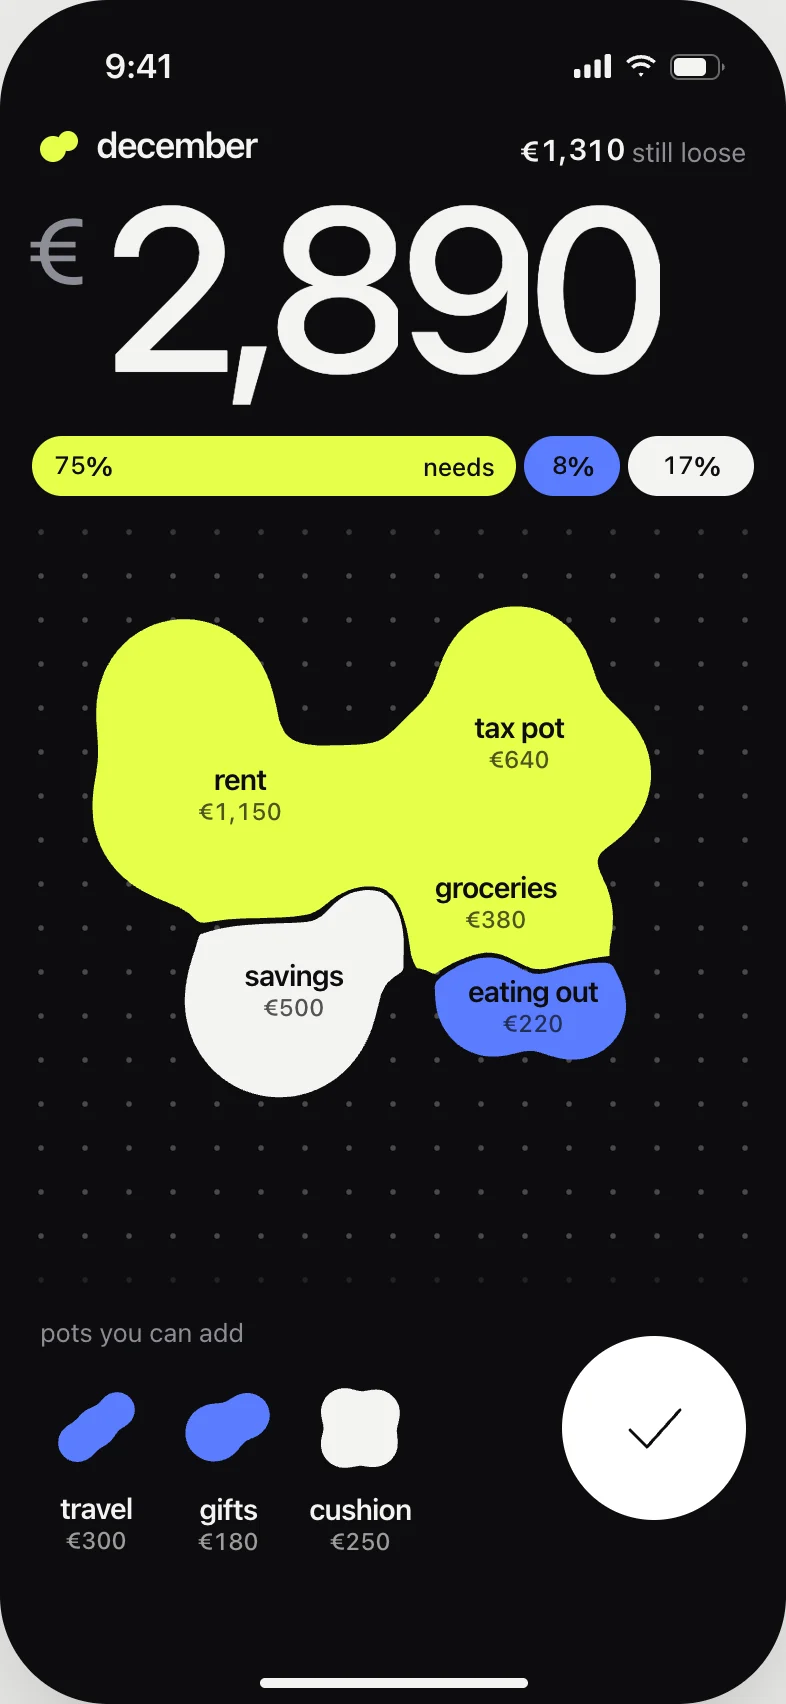 9:41
december
€1,310 still loose
€2,890
75% needs 8% 17%
tax pot
€640
rent
€1,150
groceries
€380
savings
€500
eating out
€220
pots you can add
travel
€300
gifts
€180
cushion
€250